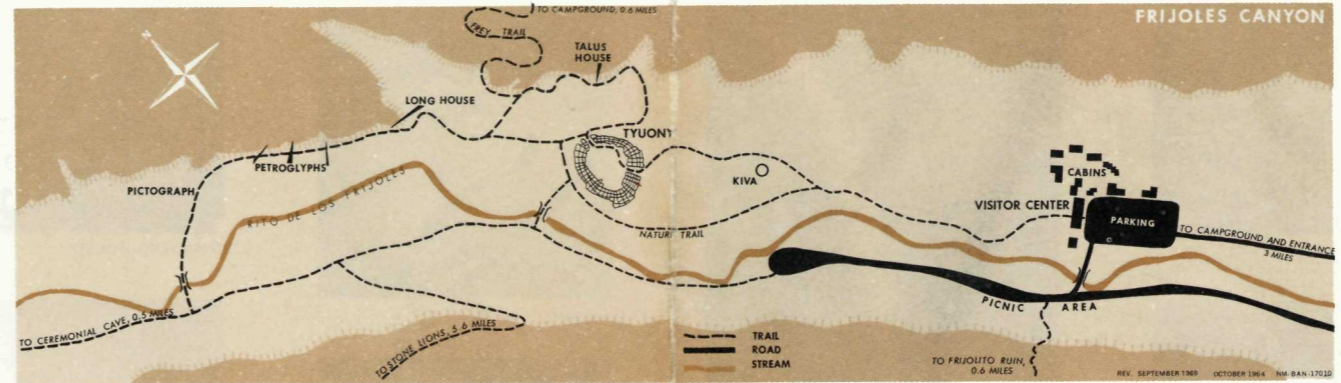 FRIJOLES CANYON
TO CAMPGROUND, 0.6 MILES
FREY TRAIL
TALUS
HOUSE
LONG HOUSE
TYUONYI
PETROGLYPHS
PICTOGRAPH
RITO DE LOS FRIJOLES
KIVA
CABINS
VISITOR CENTER
PARKING
NATURE TRAIL
TO CAMPGROUND AND ENTRANCE
3 MILES
PICNIC AREA
TO CEREMONIAL CAVE, 0.5 MILES
TO STONE LIONS, 5.6 MILES
TRAIL
ROAD
STREAM
TO FRIJOLITO RUIN,
0.6 MILES
REV. SEPTEMBER 1969 OCTOBER 1964 NM-BAN-17010